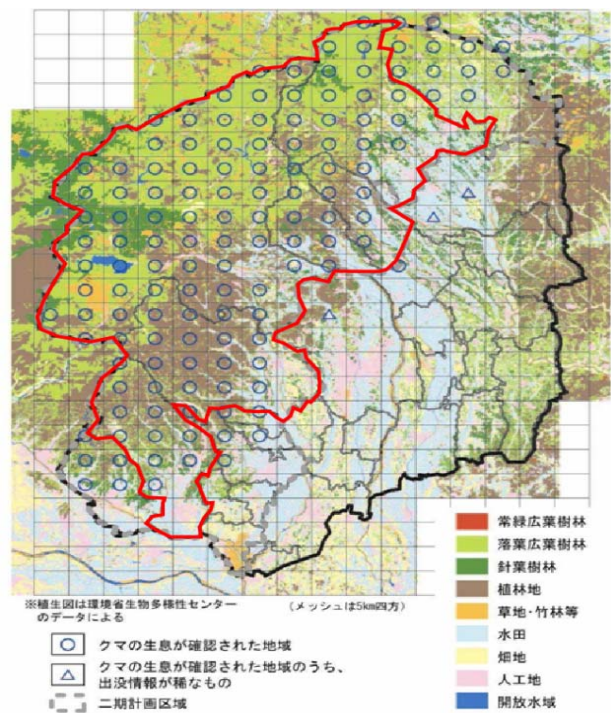 ※植生図は環境省生物多様性センター
のデータによる
(メッシュは5km四方)
クマの生息が確認された地域
クマの生息が確認された地域のうち、
出没情報が稀なもの
二期計画区域
常緑広葉樹林
落葉広葉樹林
針葉樹林
植林地
草地・竹林等
水田
畑地
人工地
開放水域